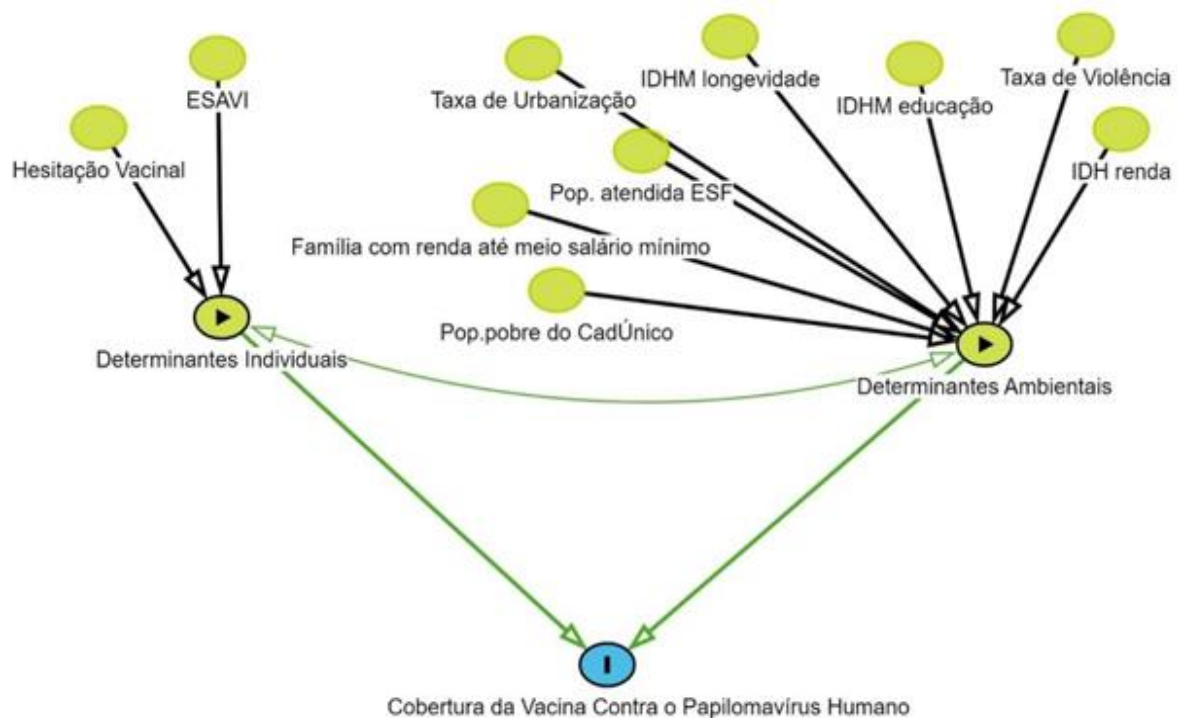 ESAVI
Hesitação Vacinal
Taxa de Urbanização
IDHM longevidade
IDHM educação
Taxa de Violência
IDH renda
Pop. atendida ESF
Família com renda até meio salário mínimo
Pop.pobre do CadÚnico
Determinantes Individuais
Determinantes Ambientais
Cobertura da Vacina Contra o Papilomavírus Humano